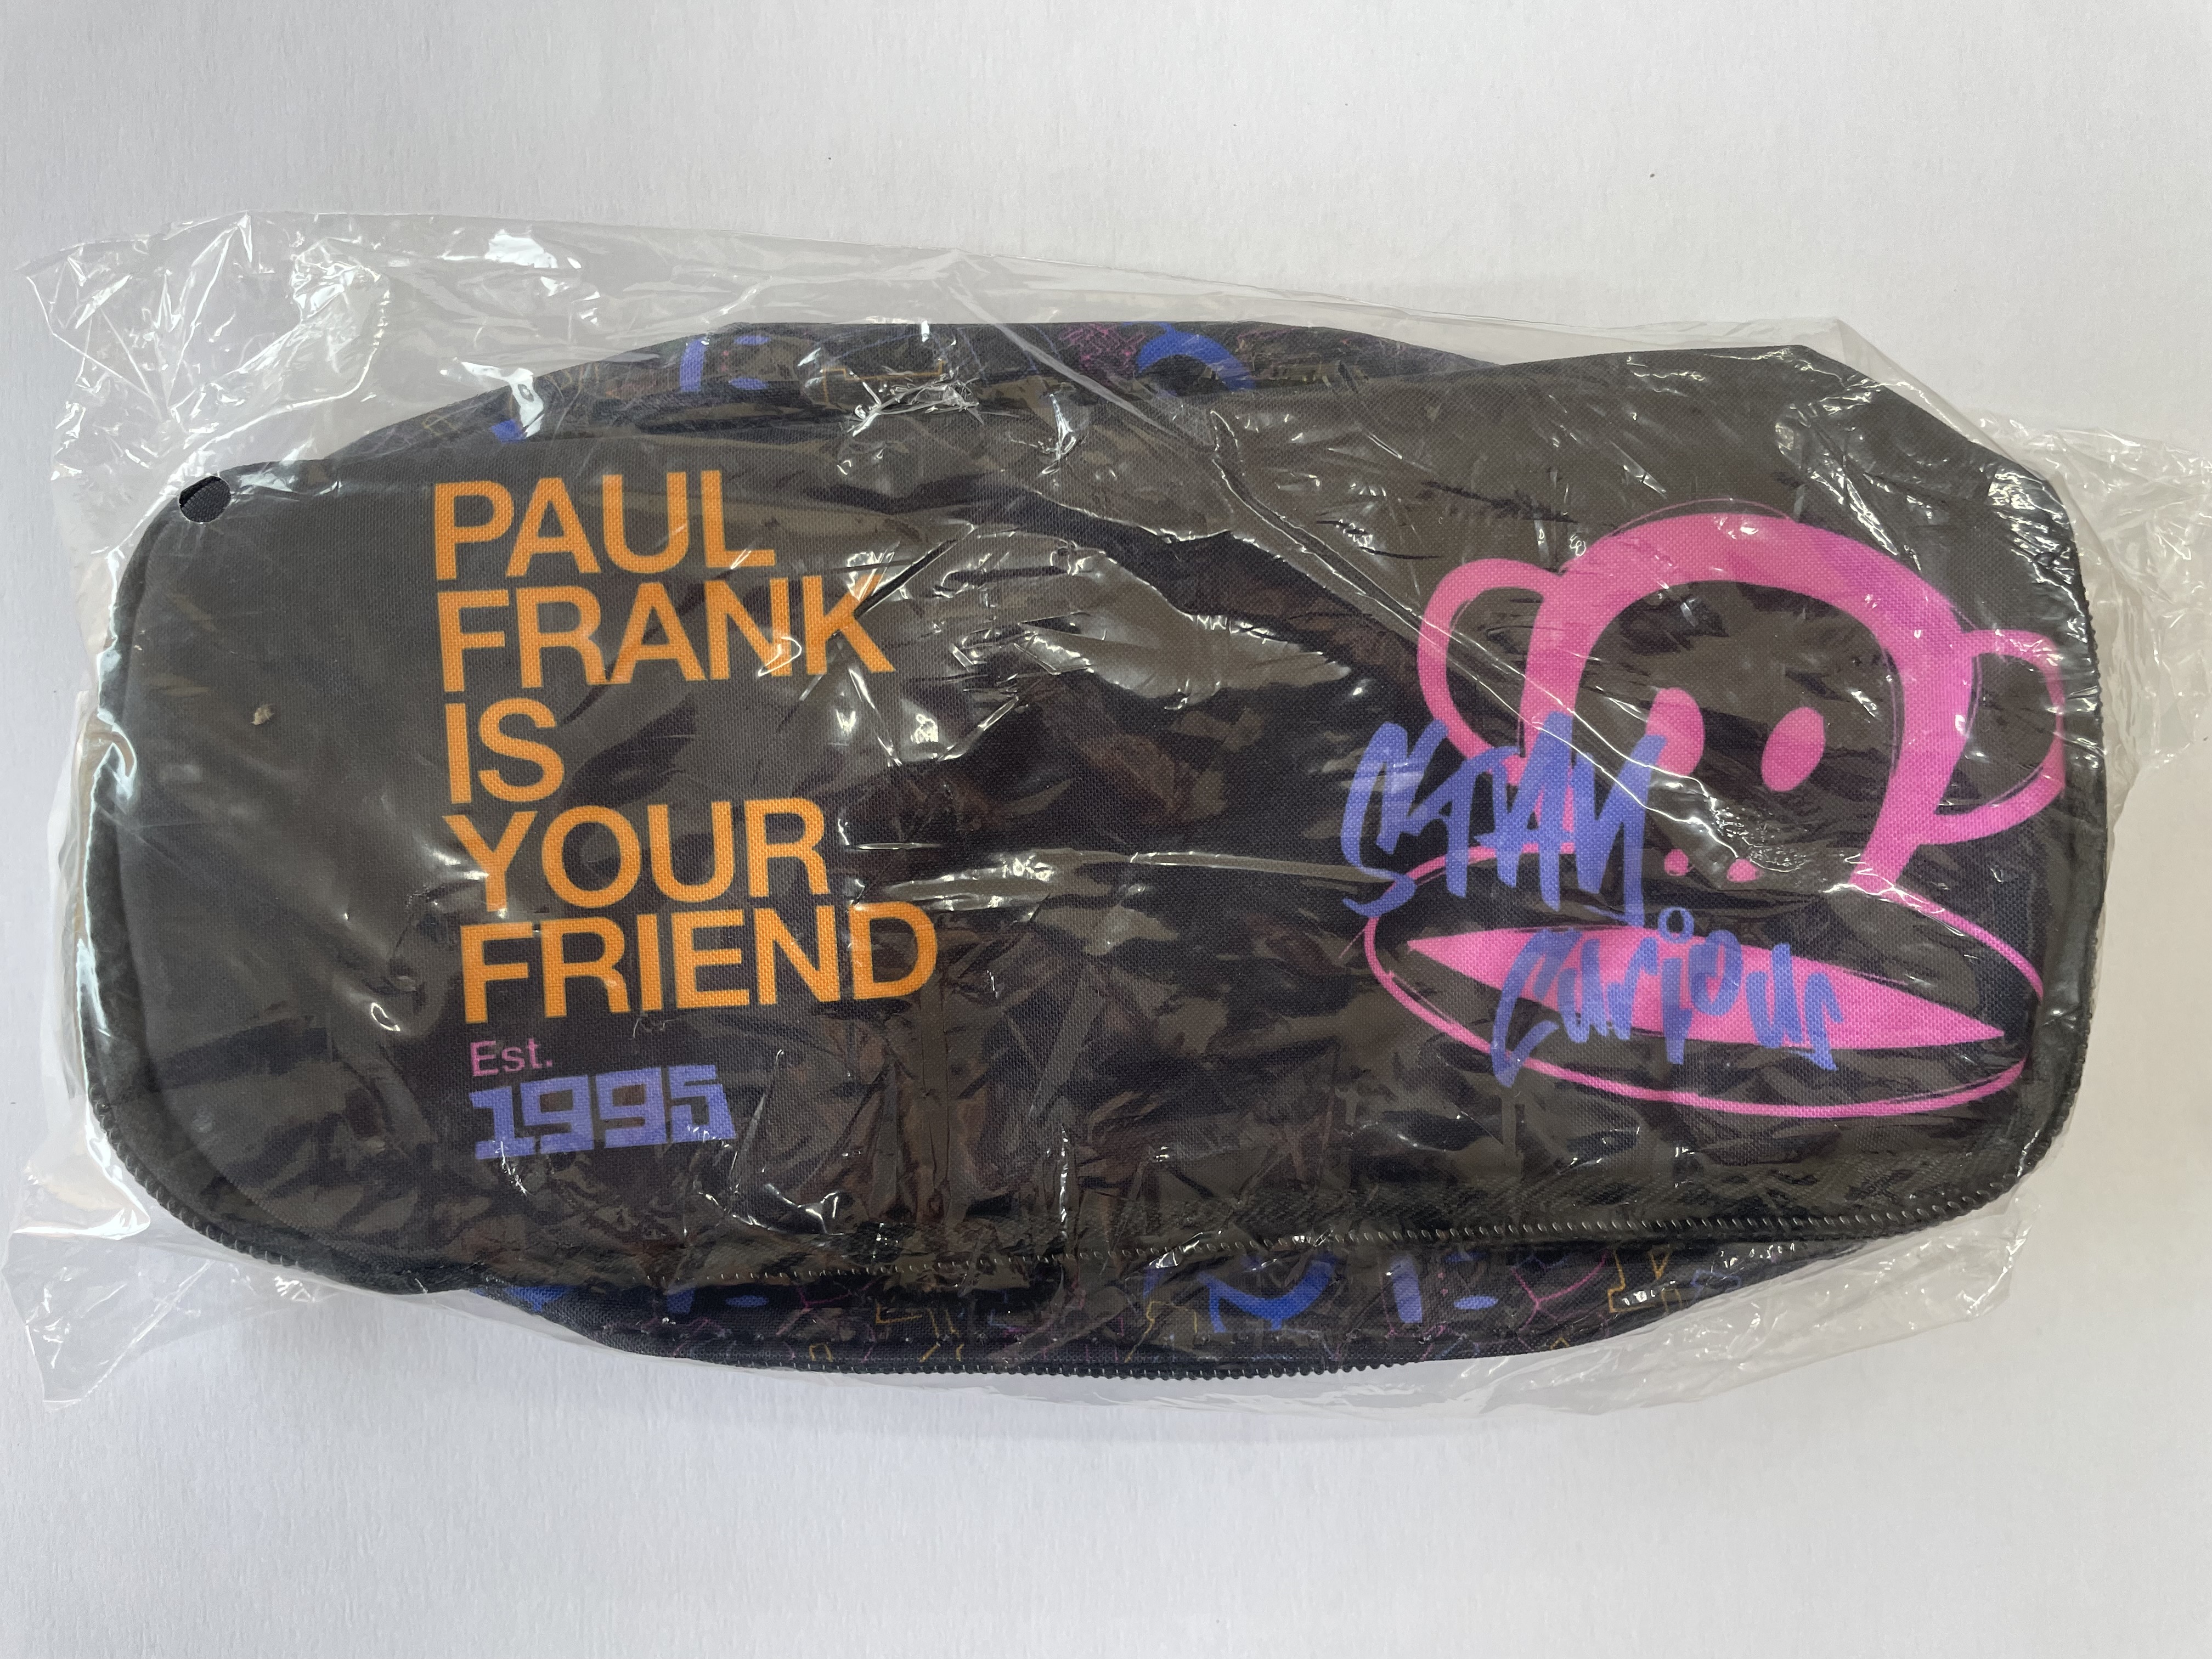 PAUL
FRANK
IS
YOUR
FRIEND
Est.
1995
STAY
Curious